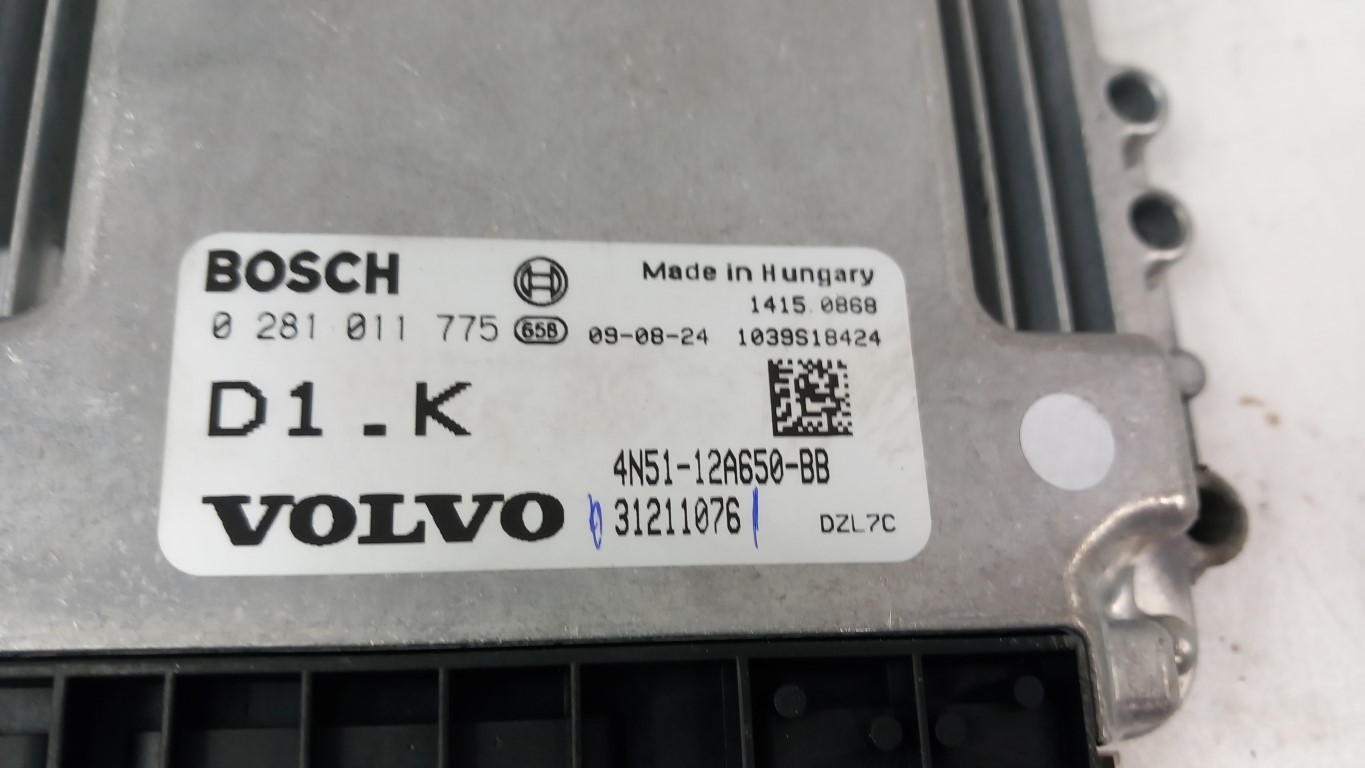 BOSCH Made in Hungary
1415 0868
0 281 011 775 65B 09-08-24 1039S18424
D1.K
4N51-12A650-BB
VOLVO 31211076 DZL7C